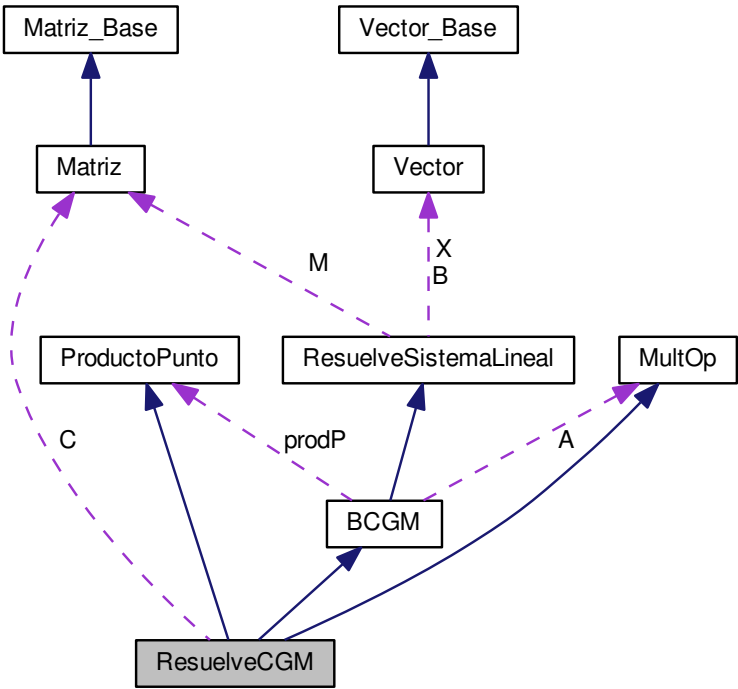 Matriz_Base
Vector_Base
Matriz
Vector
M
X
B
ProductoPunto
ResuelveSistemaLineal
MultOp
C
prodP
A
BCGM
ResuelveCGM